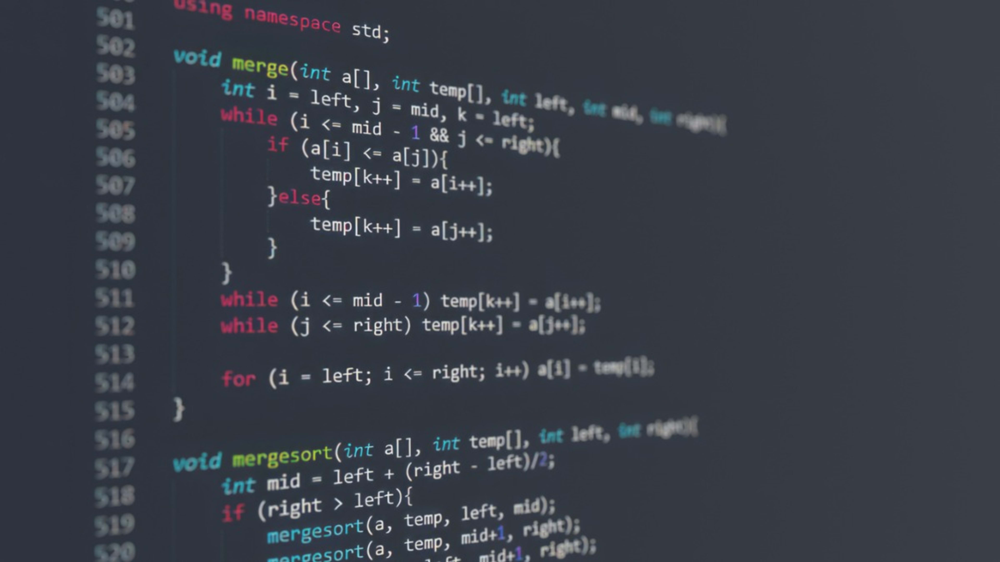 501 using namespace std;
502
503 void merge(int a[], int temp[], int left, int mid, int right){
504 int i = left, j = mid, k = left;
505 while (i <= mid - 1 && j <= right){
506 if (a[i] <= a[j]){
507 temp[k++] = a[i++];
508 }else{
509 temp[k++] = a[j++];
}
510 }
511 while (i <= mid - 1) temp[k++] = a[i++];
512 while (j <= right) temp[k++] = a[j++];
513
514 for (i = left; i <= right; i++) a[i] = temp[i];
515 }
516
517 void mergesort(int a[], int temp[], int left, int right){
518 int mid = left + (right - left)/2;
519 if (right > left){
520 mergesort(a, temp, left, mid);
mergesort(a, temp, mid+1, right);
mid+1, right);